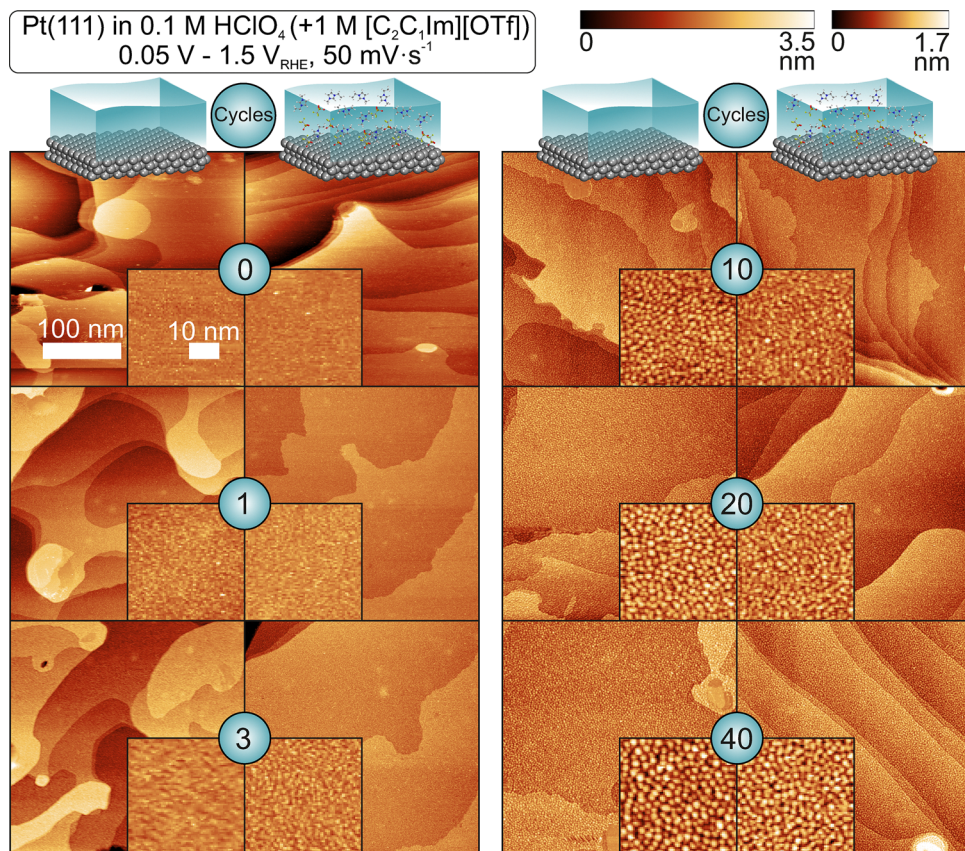 Pt(111) in 0.1 M HClO₄ (+1 M [C₂C₁Im][OTf])
0.05 V - 1.5 V_RHE, 50 mV·s⁻¹
0 3.5 nm
0 1.7 nm
Cycles
Cycles
0
100 nm
10 nm
10
1
20
3
40